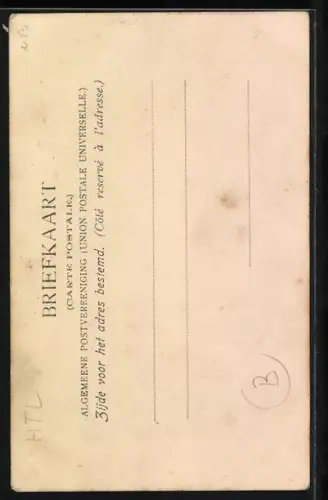 BRIEFKAART
(CARTE POSTALE.)
ALGEMEENE POSTVEREENIGING (UNION POSTALE UNIVERSELLE.)
Zijde voor het adres bestemd. (Côté reservé à l'adresse.)
HTL
B